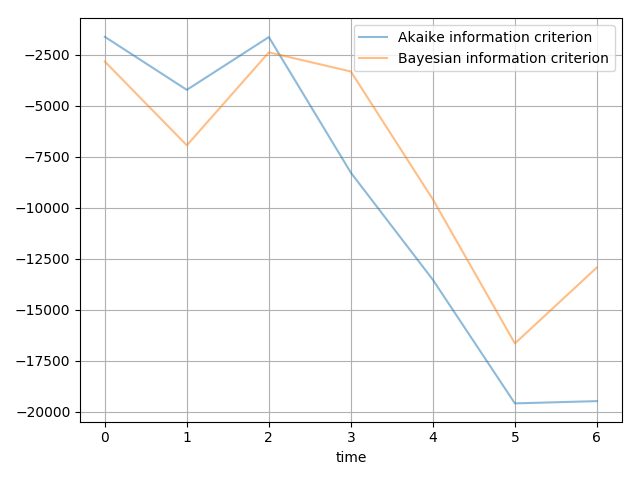 Akaike information criterion
Bayesian information criterion
−2500
−5000
−7500
−10000
−12500
−15000
−17500
−20000
0 1 2 3 4 5 6
time